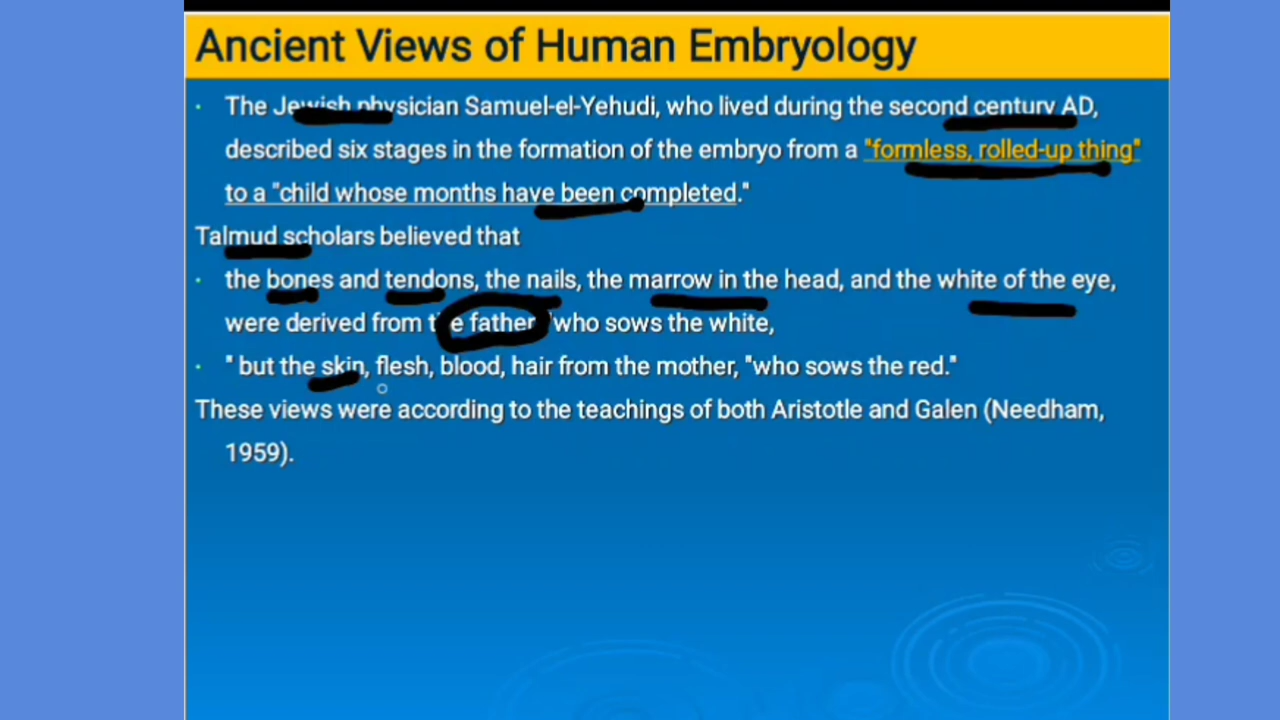 Ancient Views of Human Embryology
· The Jewish physician Samuel-el-Yehudi, who lived during the second century AD,
described six stages in the formation of the embryo from a "formless, rolled-up thing"
to a "child whose months have been completed."
Talmud scholars believed that
· the bones and tendons, the nails, the marrow in the head, and the white of the eye,
were derived from the father, "who sows the white,
· " but the skin, flesh, blood, hair from the mother, "who sows the red."
These views were according to the teachings of both Aristotle and Galen (Needham,
1959).